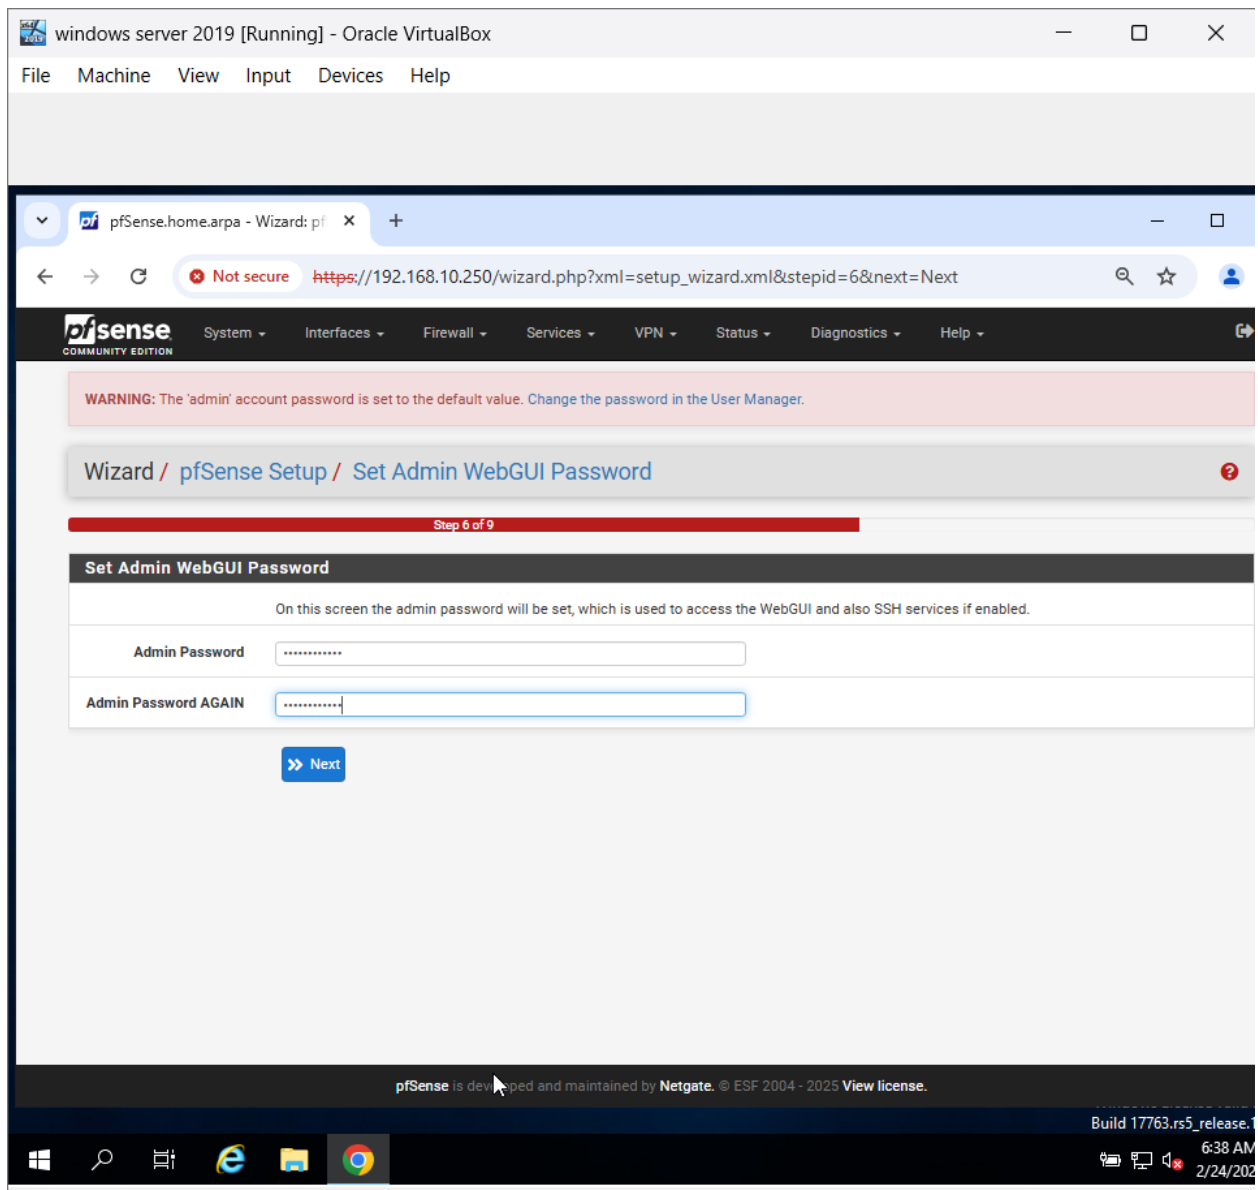 windows server 2019 [Running] - Oracle VirtualBox
File Machine View Input Devices Help
pfSense.home.arpa - Wizard: pf
Not secure https://192.168.10.250/wizard.php?xml=setup_wizard.xml&stepid=6&next=Next
pfsense COMMUNITY EDITION System Interfaces Firewall Services VPN Status Diagnostics Help
WARNING: The 'admin' account password is set to the default value. Change the password in the User Manager.
Wizard / pfSense Setup / Set Admin WebGUI Password
Step 6 of 9
Set Admin WebGUI Password
On this screen the admin password will be set, which is used to access the WebGUI and also SSH services if enabled.
Admin Password ············
Admin Password AGAIN ············
Next
pfSense is developed and maintained by Netgate. © ESF 2004 - 2025 View license.
Build 17763.rs5_release.1
6:38 AM
2/24/202